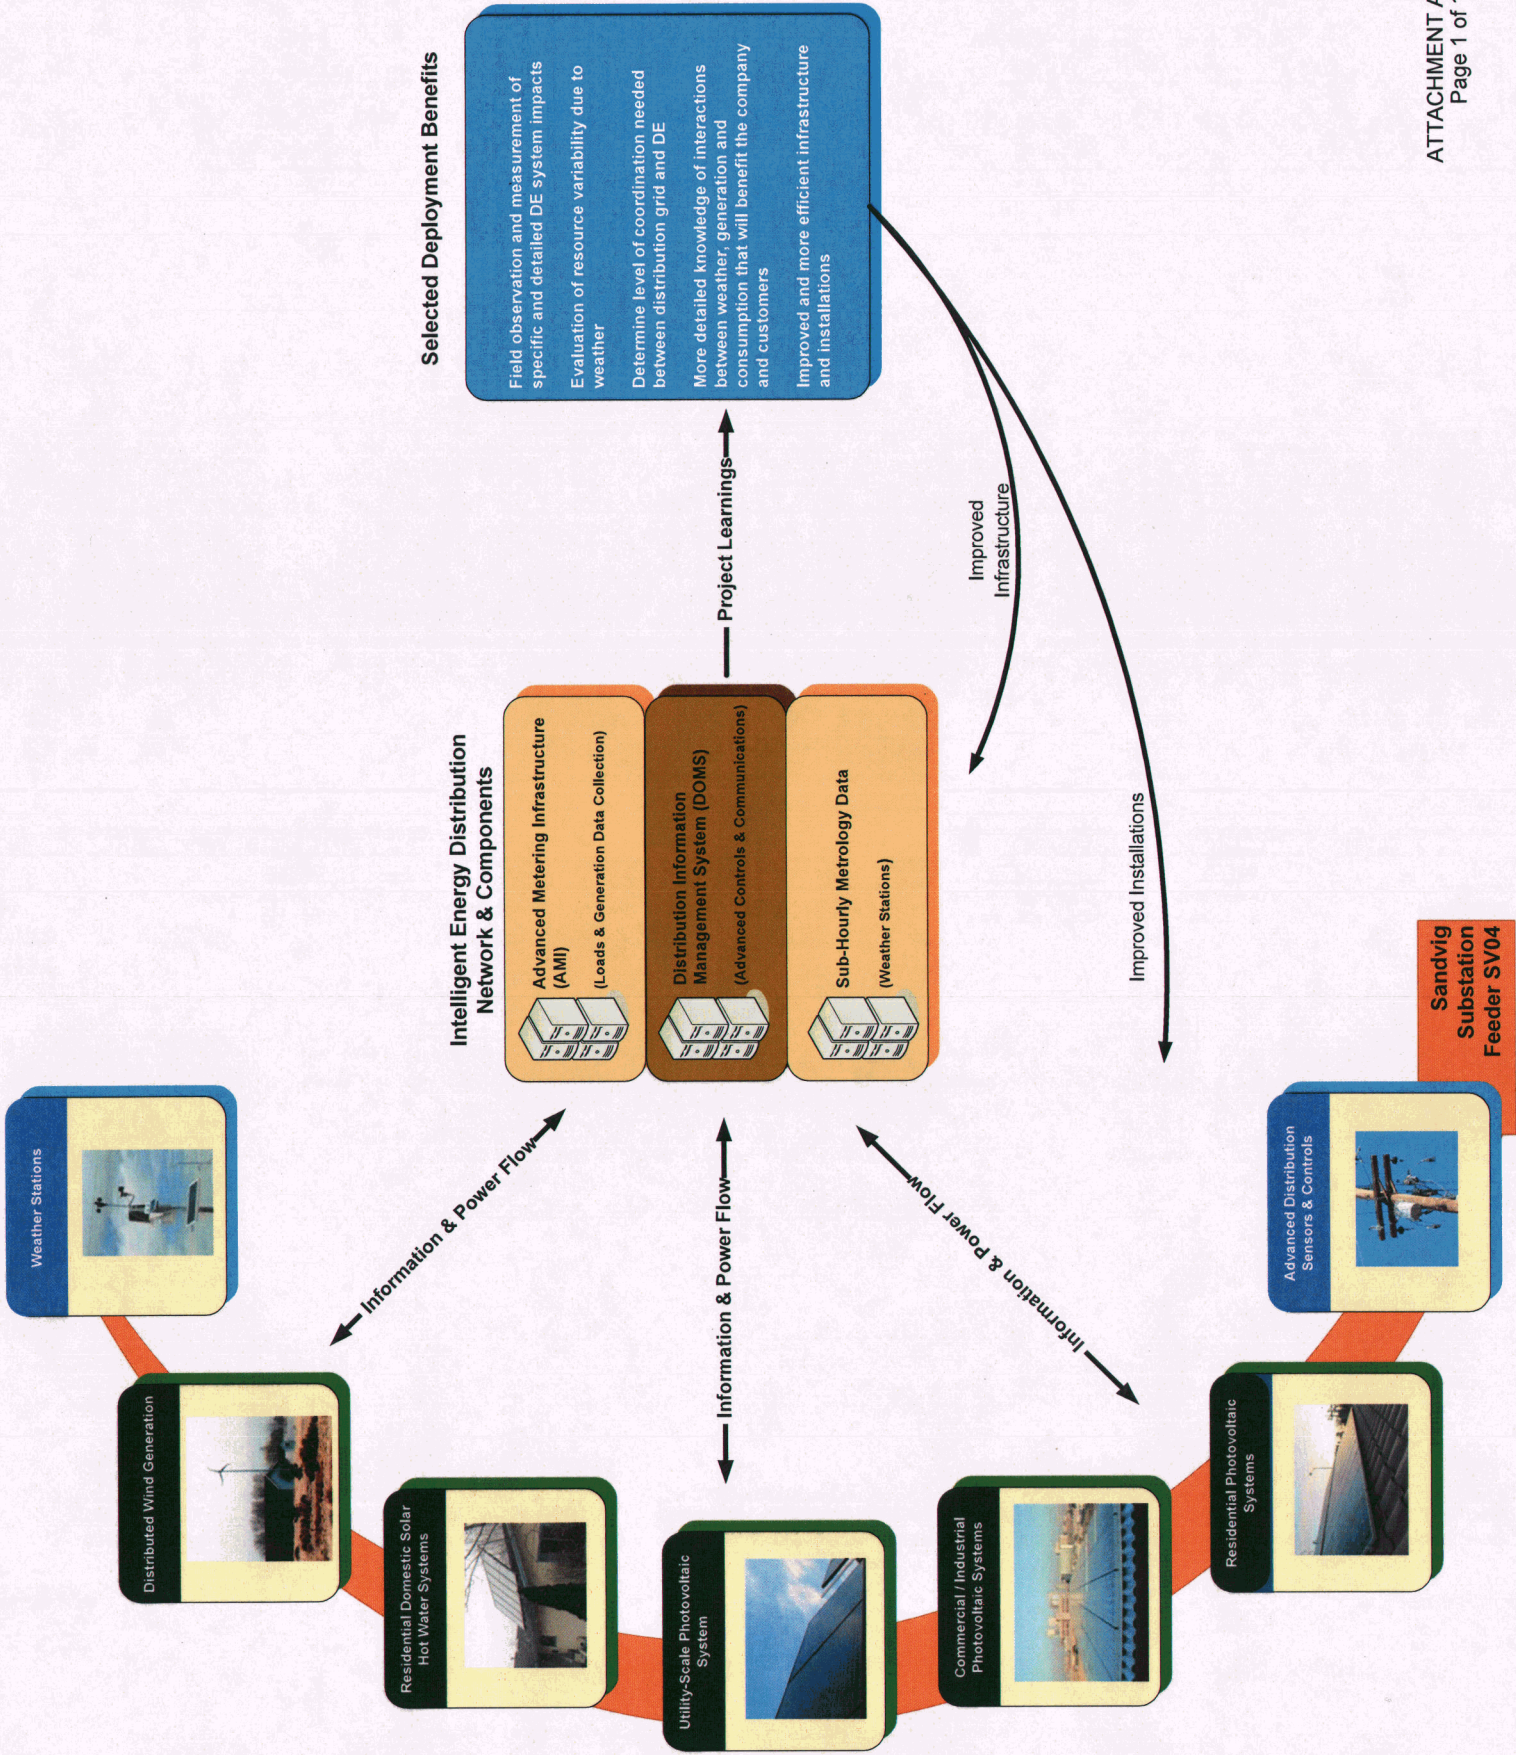 Weather Stations
Distributed Wind Generation
Residential Domestic Solar
Hot Water Systems
Utility-Scale Photovoltaic
System
Commercial / Industrial
Photovoltaic Systems
Residential Photovoltaic
Systems
Advanced Distribution
Sensors & Controls
Sandvig
Substation
Feeder SV04
Information & Power Flow
Information & Power Flow
Information & Power Flow
Intelligent Energy Distribution
Network & Components
Advanced Metering Infrastructure
(AMI)
(Loads & Generation Data Collection)
Distribution Information
Management System (DOMS)
(Advanced Controls & Communications)
Sub-Hourly Metrology Data
(Weather Stations)
Project Learnings
Improved
Infrastructure
Improved Installations
Selected Deployment Benefits
Field observation and measurement of
specific and detailed DE system impacts
Evaluation of resource variability due to
weather
Determine level of coordination needed
between distribution grid and DE
More detailed knowledge of interactions
between weather, generation and
consumption that will benefit the company
and customers
Improved and more efficient infrastructure
and installations
ATTACHMENT A
Page 1 of